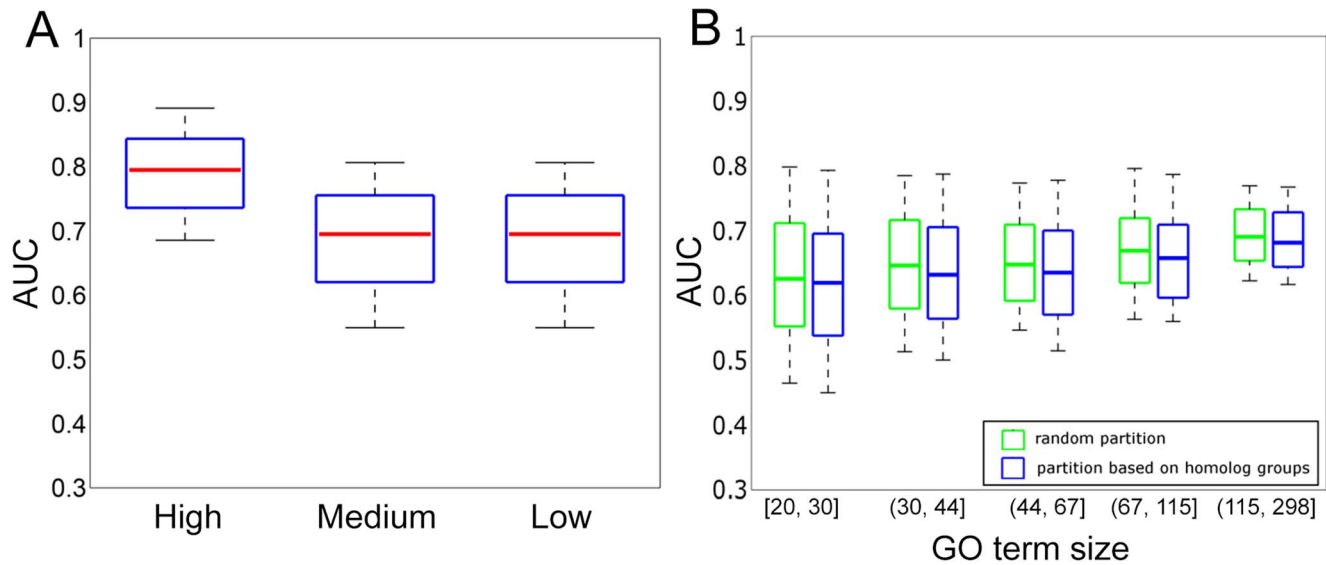 A
AUC
1
0.9
0.8
0.7
0.6
0.5
0.4
0.3
High Medium Low
B
AUC
1
0.9
0.8
0.7
0.6
0.5
0.4
0.3
random partition
partition based on homolog groups
[20, 30] (30, 44] (44, 67] (67, 115] (115, 298]
GO term size